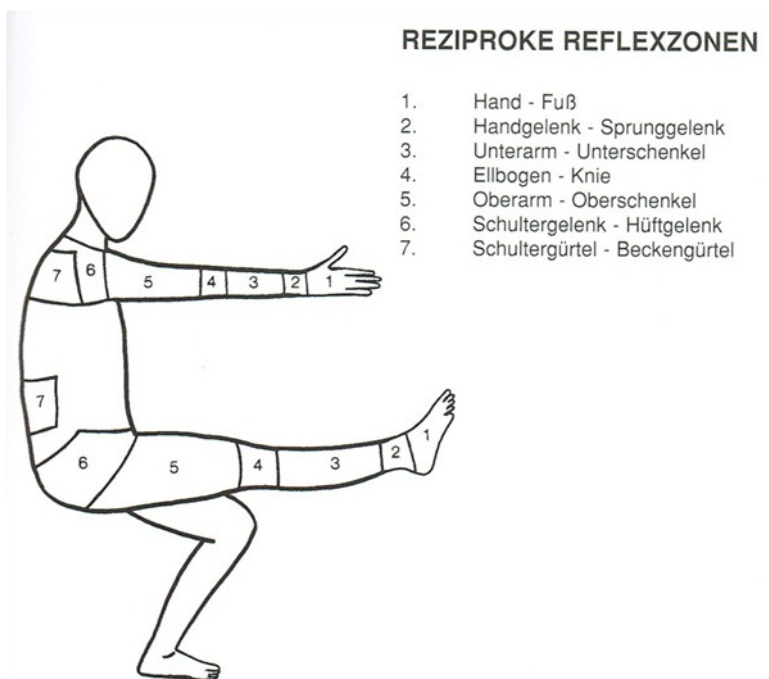 REZIPROKE REFLEXZONEN
1. Hand - Fuß
2. Handgelenk - Sprunggelenk
3. Unterarm - Unterschenkel
4. Ellbogen - Knie
5. Oberarm - Oberschenkel
6. Schultergelenk - Hüftgelenk
7. Schultergürtel - Beckengürtel
7 6 5 4 3 2 1
7
6 5 4 3 2 1